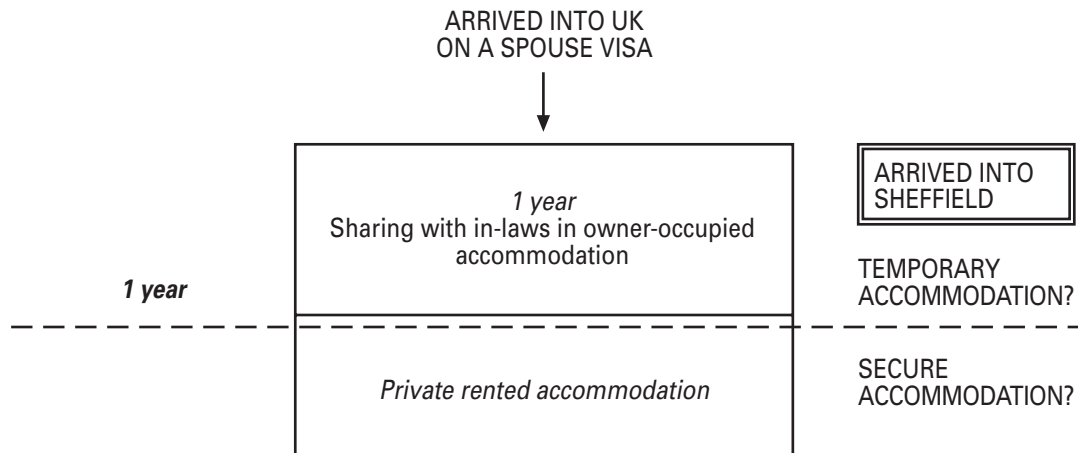 ARRIVED INTO UK
ON A SPOUSE VISA
1 year
Sharing with in-laws in owner-occupied
accommodation
ARRIVED INTO
SHEFFIELD
1 year
TEMPORARY
ACCOMMODATION?
Private rented accommodation
SECURE
ACCOMMODATION?